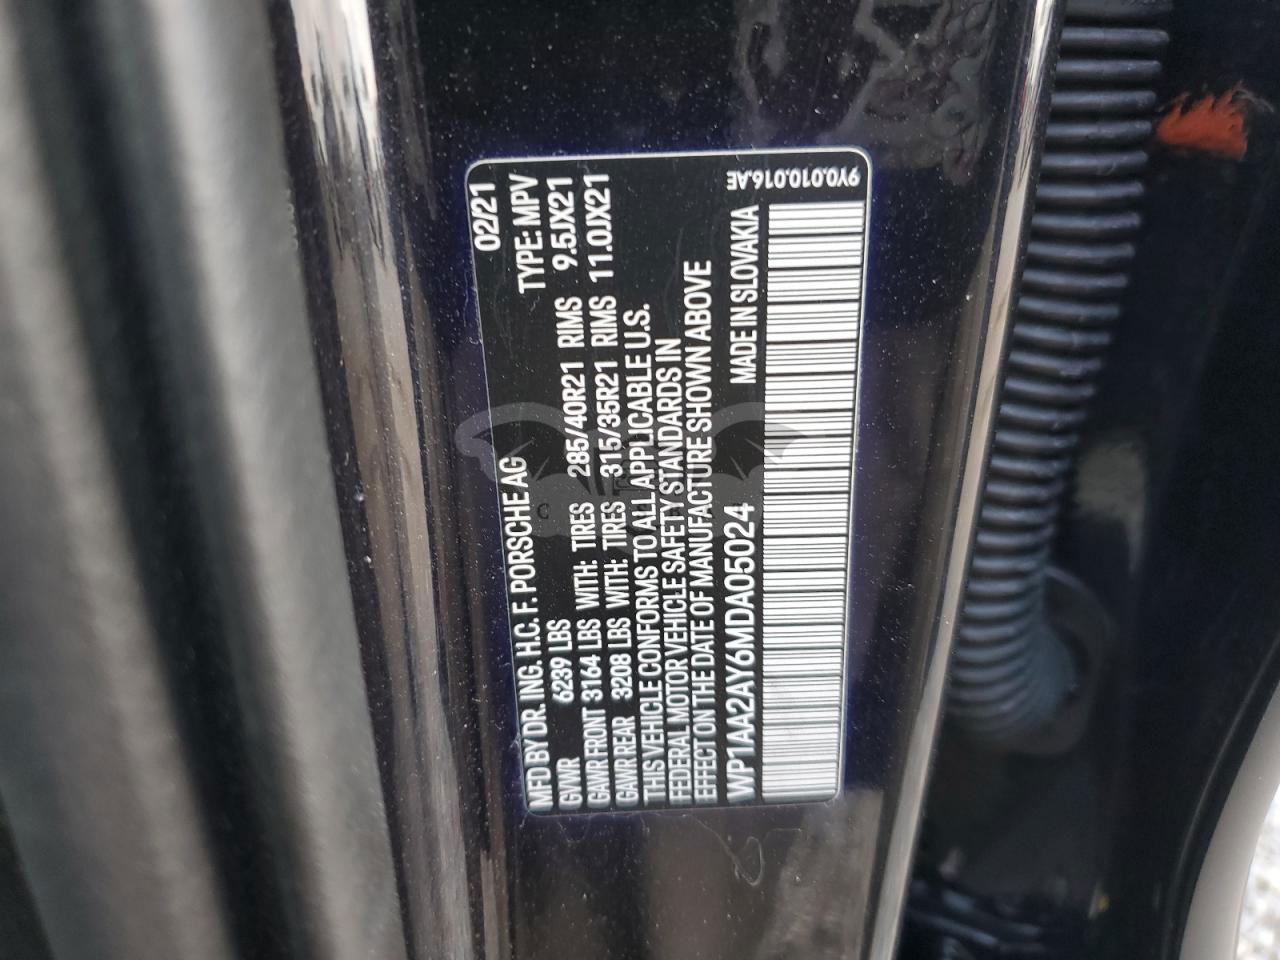 MFD BY DR. ING. H.C. F. PORSCHE AG 02/21
GVWR 6239 LBS TYPE: MPV
GAWR FRONT 3164 LBS WITH: TIRES 285/40R21 RIMS 9.5JX21
GAWR REAR 3208 LBS WITH: TIRES 315/35R21 RIMS 11.0JX21
THIS VEHICLE CONFORMS TO ALL APPLICABLE U.S.
FEDERAL MOTOR VEHICLE SAFETY STANDARDS IN
EFFECT ON THE DATE OF MANUFACTURE SHOWN ABOVE
WP1AA2AY6MDA05024 MADE IN SLOVAKIA
9Y0.010.016.AE